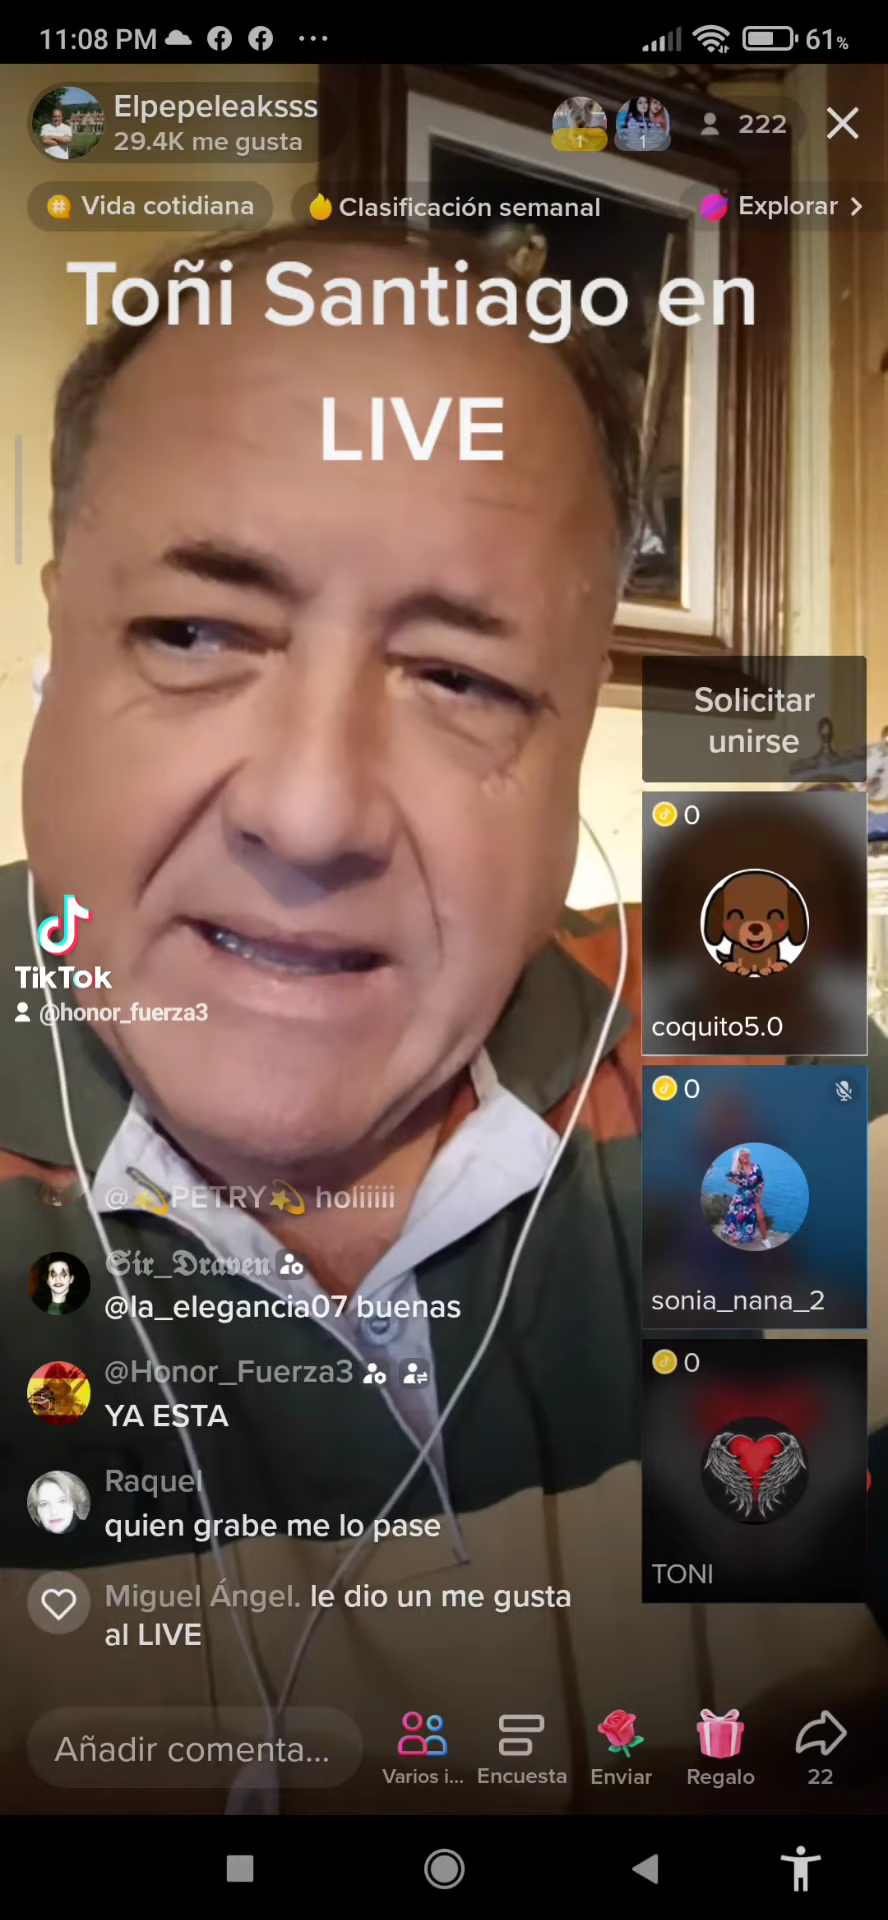 11:08 PM
61%
Elpepeleaksss
29.4K me gusta
1
1
222
Vida cotidiana
Clasificación semanal
Explorar
Toñi Santiago en
LIVE
Solicitar
unirse
0
coquito5.0
TikTok
@honor_fuerza3
0
sonia_nana_2
@💫PETRY💫 holiiiii
𝕾𝖎𝖗_𝕯𝖗𝖆𝖛𝖊𝖓
@la_elegancia07 buenas
@Honor_Fuerza3
YA ESTA
0
TONI
Raquel
quien grabe me lo pase
Miguel Ángel. le dio un me gusta
al LIVE
Añadir comenta...
Varios i...
Encuesta
Enviar
Regalo
22